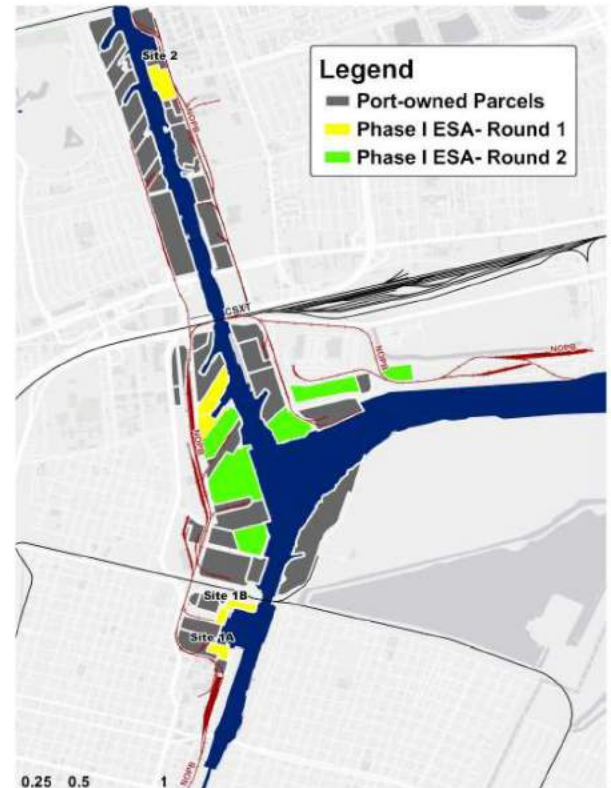 Site 2
NOPB
Legend
Port-owned Parcels
Phase I ESA- Round 1
Phase I ESA- Round 2
CSXT
NOPB
NOPB
NOPB
Site 1B
Site 1A
NOPB
0.25 0.5 1